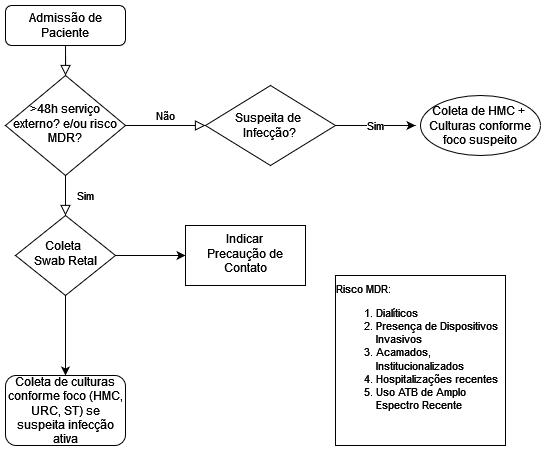 Admissão de
Paciente
>48h serviço
externo? e/ou risco
MDR?
Não
Suspeita de
Infecção?
Sim
Coleta de HMC +
Culturas conforme
foco suspeito
Sim
Coleta
Swab Retal
Indicar
Precaução de
Contato
Coleta de culturas
conforme foco (HMC,
URC, ST) se
suspeita infecção
ativa
Risco MDR:
1. Dialíticos
2. Presença de Dispositivos
Invasivos
3. Acamados,
Institucionalizados
4. Hospitalizações recentes
5. Uso ATB de Amplo
Espectro Recente